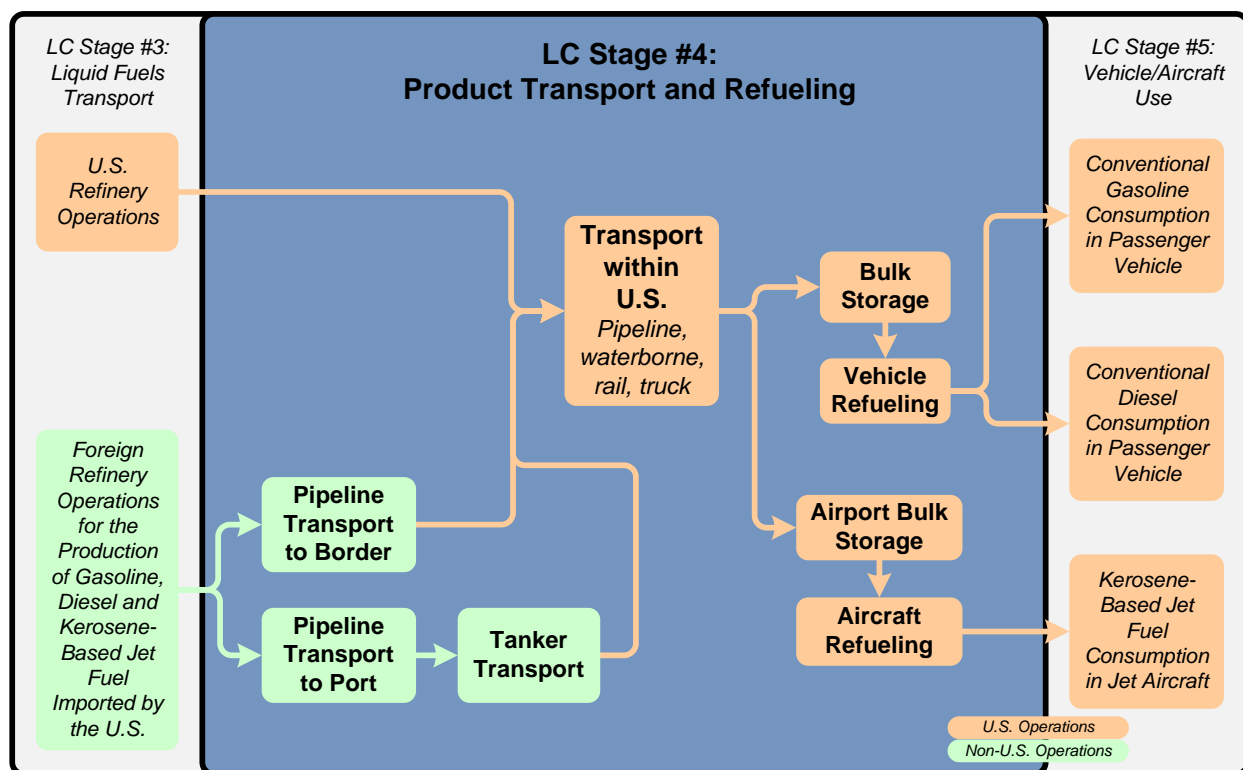 LC Stage #3:
Liquid Fuels
Transport
U.S.
Refinery
Operations
Foreign
Refinery
Operations
for the
Production
of Gasoline,
Diesel and
Kerosene-
Based Jet
Fuel
Imported by
the U.S.
LC Stage #4:
Product Transport and Refueling
Pipeline
Transport
to Border
Pipeline
Transport
to Port
Tanker
Transport
Transport
within
U.S.
Pipeline,
waterborne,
rail, truck
Bulk
Storage
Vehicle
Refueling
Airport Bulk
Storage
Aircraft
Refueling
LC Stage #5:
Vehicle/Aircraft
Use
Conventional
Gasoline
Consumption
in Passenger
Vehicle
Conventional
Diesel
Consumption
in Passenger
Vehicle
Kerosene-
Based Jet
Fuel
Consumption
in Jet Aircraft
U.S. Operations
Non-U.S. Operations